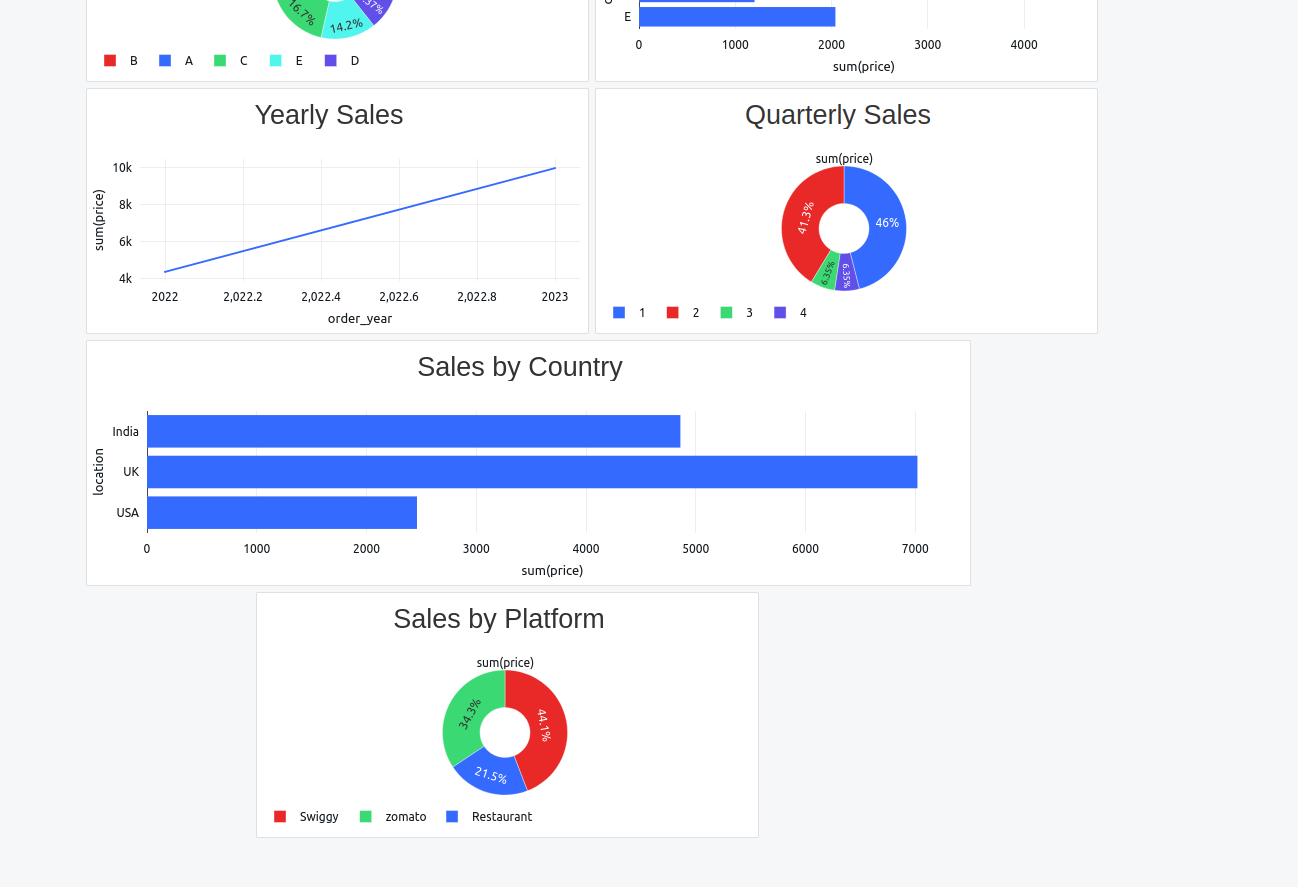 16.7%
14.2%
B A C E D
E
0 1000 2000 3000 4000
sum(price)
Yearly Sales
10k
8k
6k
4k
sum(price)
2022 2,022.2 2,022.4 2,022.6 2,022.8 2023
order_year
Quarterly Sales
sum(price)
41.3%
46%
6.35%
6.35%
1 2 3 4
Sales by Country
India
UK
USA
location
0 1000 2000 3000 4000 5000 6000 7000
sum(price)
Sales by Platform
sum(price)
34.3%
44.1%
21.5%
Swiggy zomato Restaurant